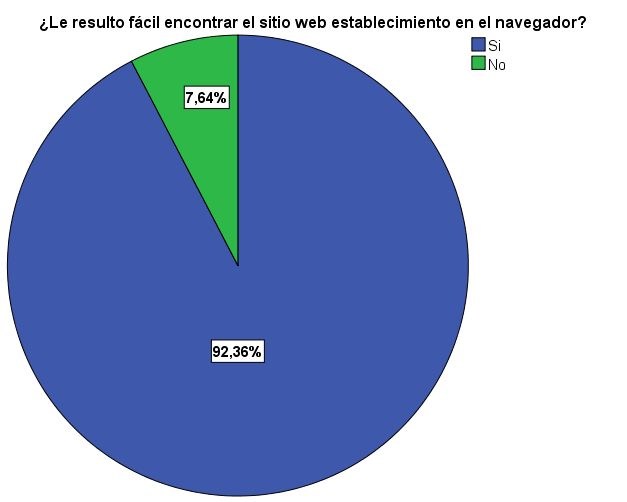 ¿Le resulto fácil encontrar el sitio web establecimiento en el navegador?
Si
No
7,64%
92,36%